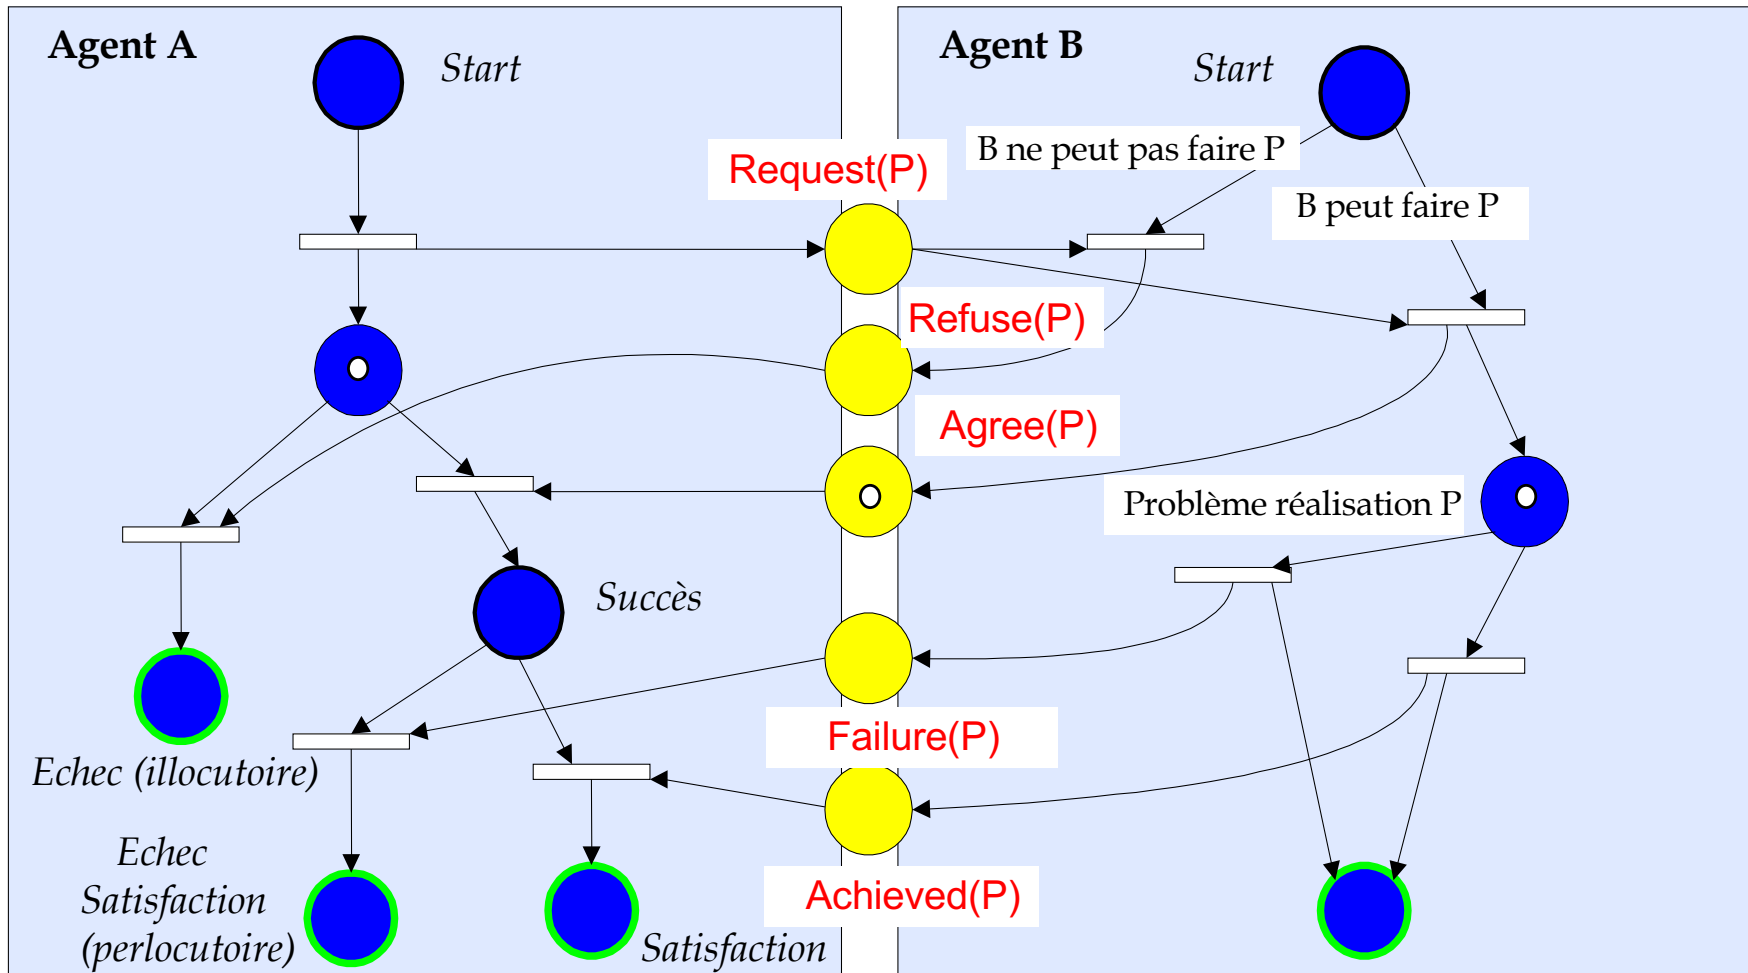 Agent A
Start
Agent B
Start
B ne peut pas faire P
Request(P)
B peut faire P
Refuse(P)
Agree(P)
Problème réalisation P
Succès
Failure(P)
Echec (illocutoire)
Echec
Satisfaction
(perlocutoire)
Achieved(P)
Satisfaction